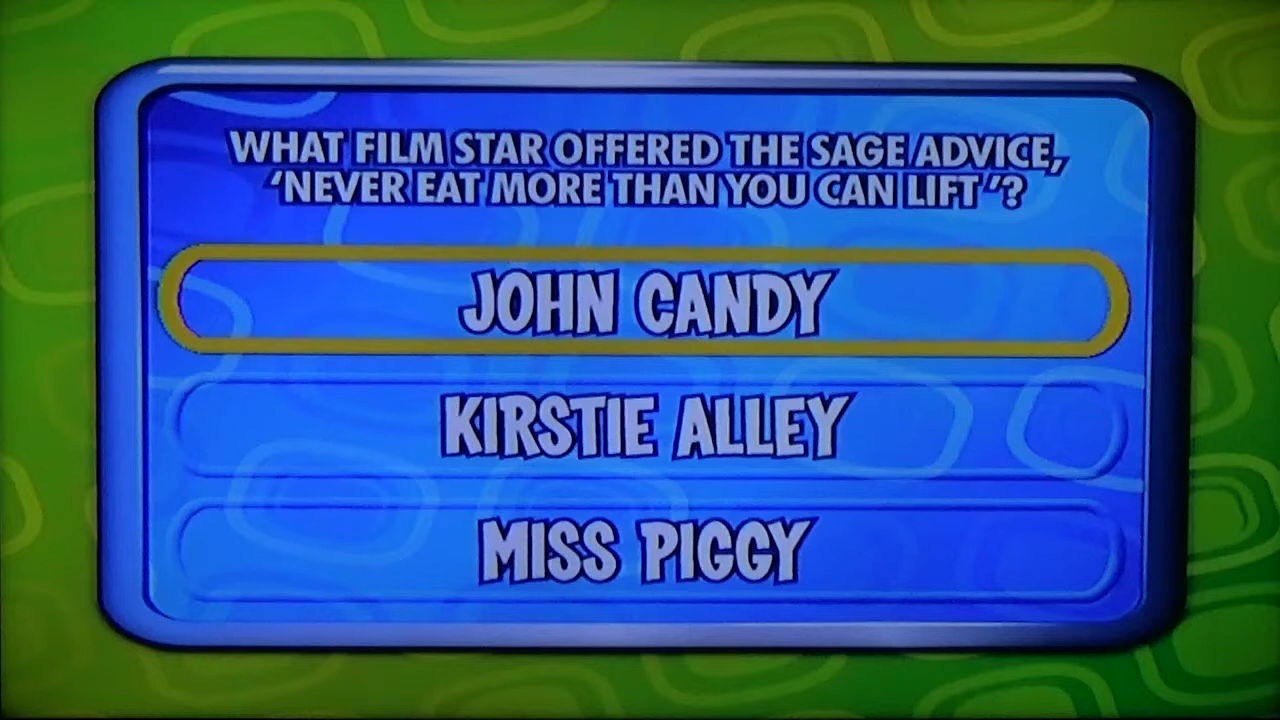 WHAT FILM STAR OFFERED THE SAGE ADVICE,
‘NEVER EAT MORE THAN YOU CAN LIFT ’?
JOHN CANDY
KIRSTIE ALLEY
MISS PIGGY